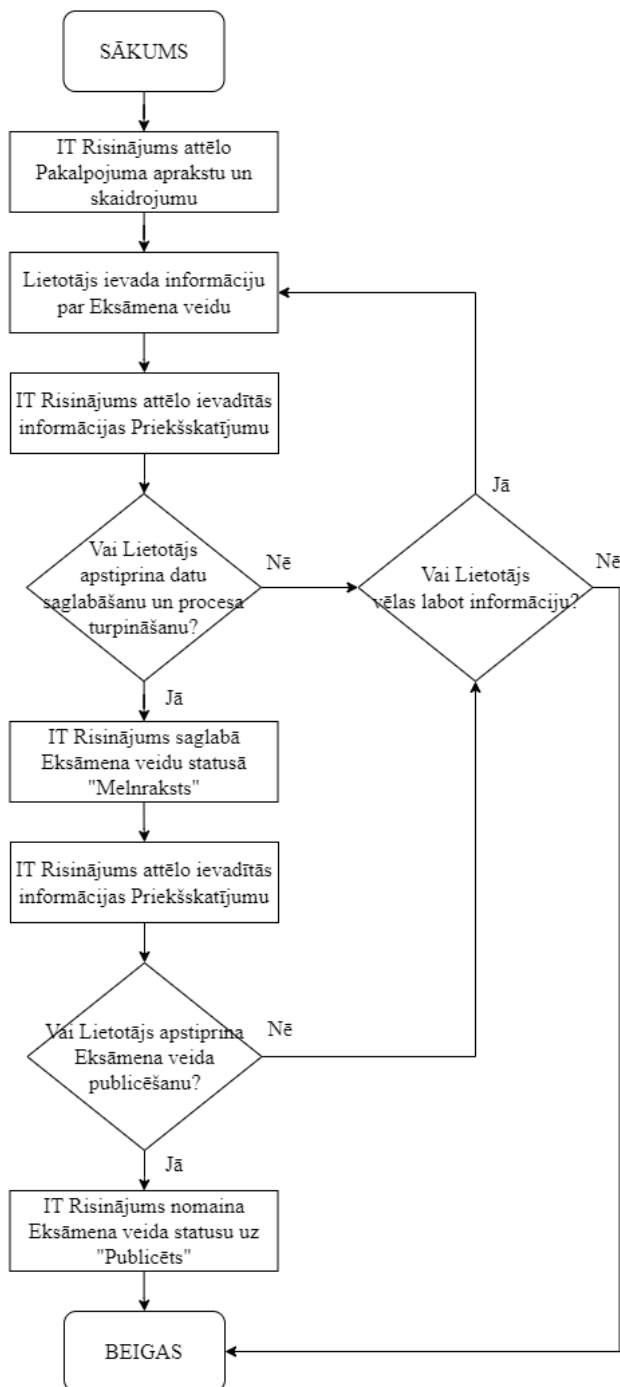 SĀKUMS
IT Risinājums attēlo
Pakalpojuma aprakstu un
skaidrojumu
Lietotājs ievada informāciju
par Eksāmena veidu
IT Risinājums attēlo ievadītās
informācijas Priekšskatījumu
Jā
Vai Lietotājs
apstiprina datu
saglabāšanu un procesa
turpināšanu?
Nē
Vai Lietotājs
vēlas labot informāciju?
Nē
Jā
IT Risinājums saglabā
Eksāmena veidu statusā
"Melnraksts"
IT Risinājums attēlo ievadītās
informācijas Priekšskatījumu
Vai Lietotājs apstiprina
Eksāmena veida
publicēšanu?
Nē
Jā
IT Risinājums nomaina
Eksāmena veida statusu uz
"Publicēts"
BEIGAS